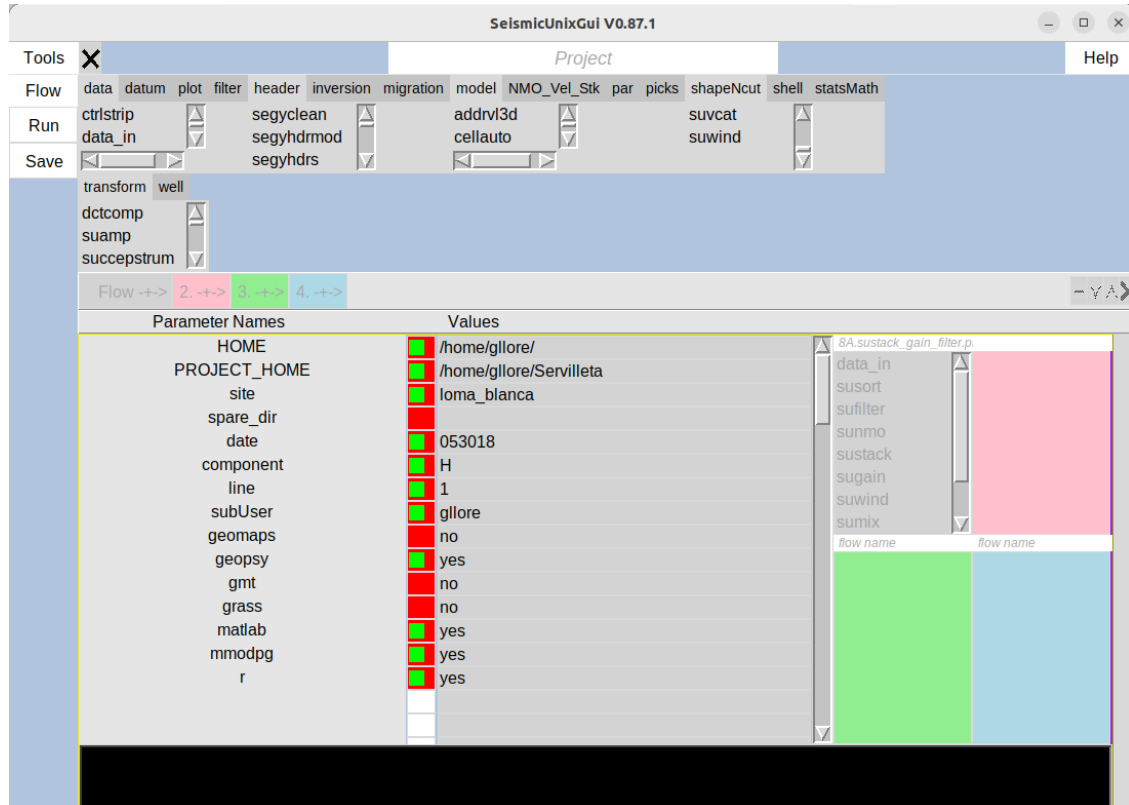 SeismicUnixGui V0.87.1
Tools X Project Help
Flow data datum plot filter header inversion migration model NMO_Vel_Stk par picks shapeNcut shell statsMath
Run
Save
ctrlstrip segyclean addrvl3d suvcat
data_in segyhdrmod cellauto suwind
segyhdrs
transform well
dctcomp
suamp
succepstrum
Flow -+-> 2. -+-> 3. -+-> 4. -+->
Parameter Names Values
HOME /home/gllore/
PROJECT_HOME /home/gllore/Servilleta
site loma_blanca
spare_dir
date 053018
component H
line 1
subUser gllore
geomaps no
geopsy yes
gmt no
grass no
matlab yes
mmodpg yes
r yes
8A.sustack_gain_filter.p
data_in
susort
sufilter
sunmo
sustack
sugain
suwind
sumix
flow name flow name